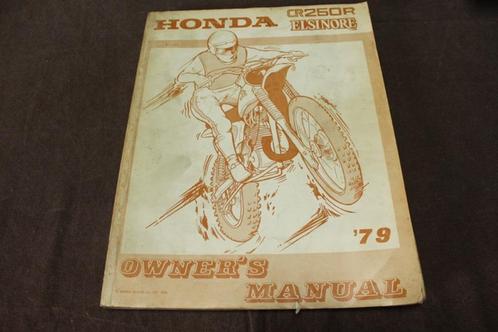 HONDA CR250R
ELSINORE
'79
OWNER'S
MANUAL